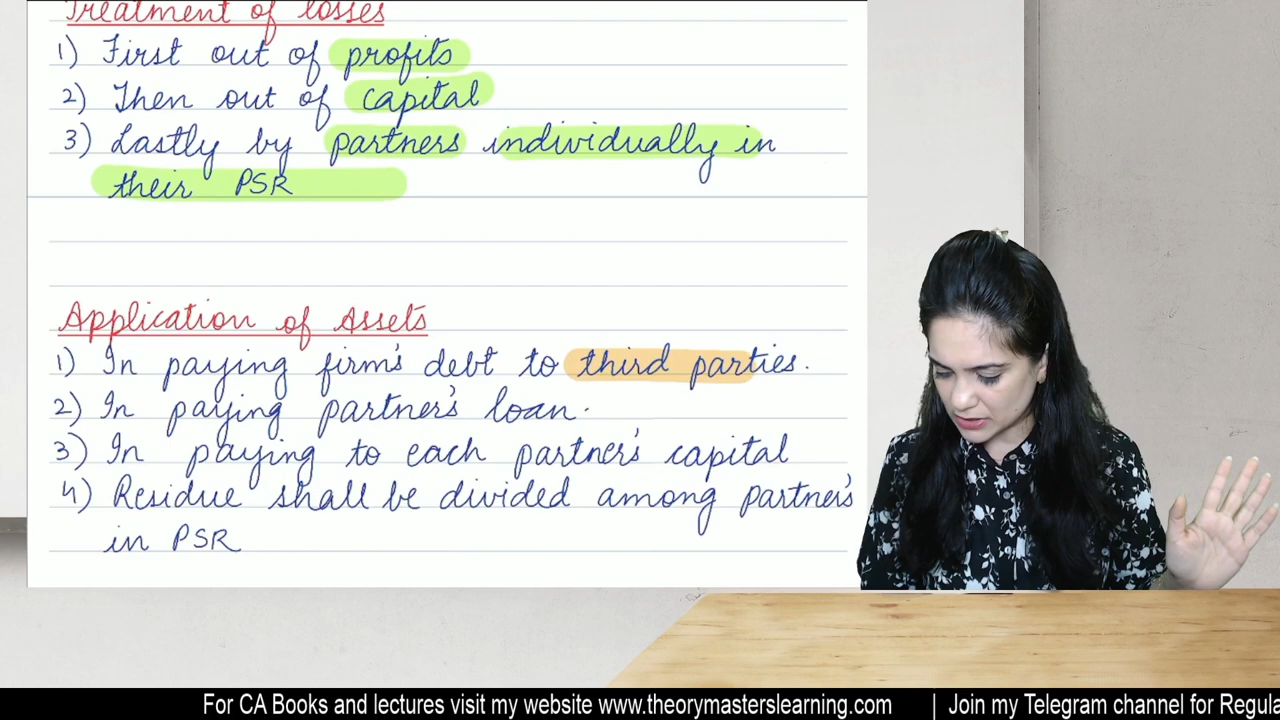 Treatment of losses
1) First out of profits
2) Then out of capital
3) Lastly by partners individually in
their PSR
Application of Assets
1) In paying firm's debt to third parties.
2) In paying partner's loan.
3) In paying to each partner's capital
4) Residue shall be divided among partner's
in PSR
For CA Books and lectures visit my website www.theorymasterslearning.com | Join my Telegram channel for Regula